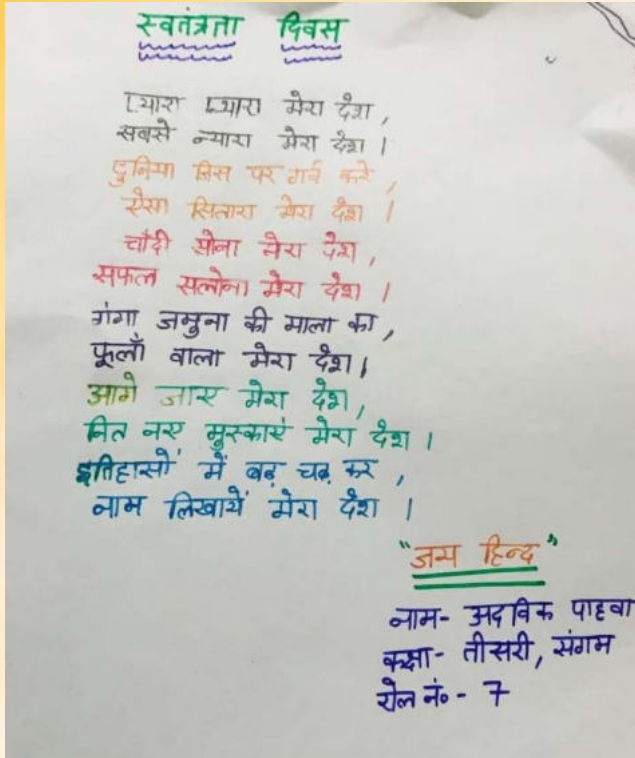 स्वतंत्रता दिवस
प्यारा प्यारा मेरा देश,
सबसे न्यारा मेरा देश।
दुनिया जिस पर गर्व करे,
ऐसा सितारा मेरा देश।
चाँदी सोना मेरा देश,
सफल सलोना मेरा देश।
गंगा जमुना की माला का,
फूलों वाला मेरा देश।
आगे जाए मेरा देश,
नित नए मुस्काएं मेरा देश।
इतिहासों में बढ़ चढ़ कर,
नाम लिखायें मेरा देश।
"जय हिन्द"
नाम- अदविक पाहवा
कक्षा- तीसरी, संगम
रोल नं॰- 7